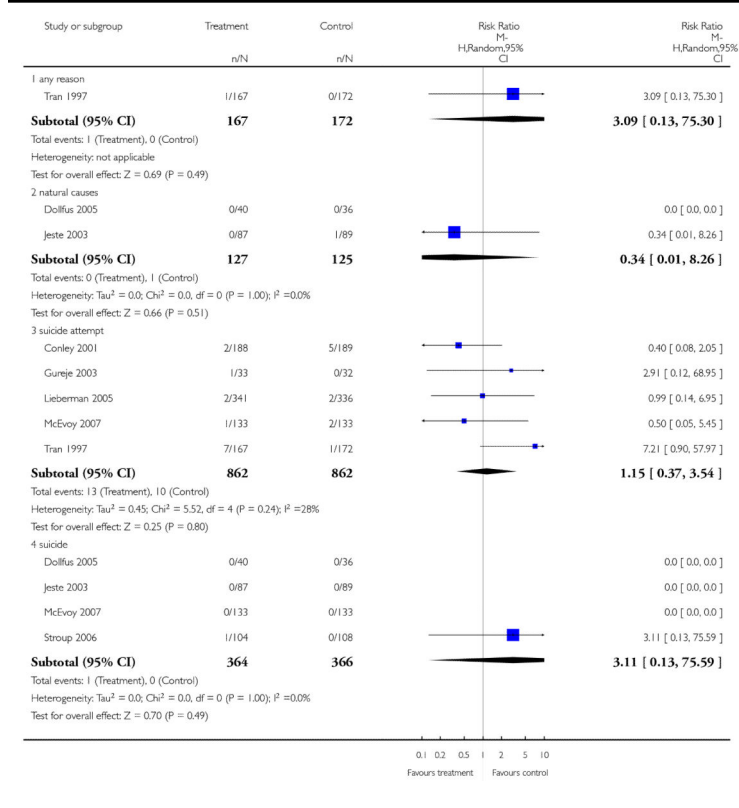 Study or subgroup Treatment Control Risk Ratio Risk Ratio
M- M-
H,Random,95% H,Random,95%
n/N n/N CI CI
1 any reason
Tran 1997 1/167 0/172 3.09 [ 0.13, 75.30 ]
Subtotal (95% CI) 167 172 3.09 [ 0.13, 75.30 ]
Total events: 1 (Treatment), 0 (Control)
Heterogeneity: not applicable
Test for overall effect: Z = 0.69 (P = 0.49)
2 natural causes
Dollfus 2005 0/40 0/36 0.0 [ 0.0, 0.0 ]
Jeste 2003 0/87 1/89 0.34 [ 0.01, 8.26 ]
Subtotal (95% CI) 127 125 0.34 [ 0.01, 8.26 ]
Total events: 0 (Treatment), 1 (Control)
Heterogeneity: Tau² = 0.0; Chi² = 0.0, df = 0 (P = 1.00); I² =0.0%
Test for overall effect: Z = 0.66 (P = 0.51)
3 suicide attempt
Conley 2001 2/188 5/189 0.40 [ 0.08, 2.05 ]
Gureje 2003 1/33 0/32 2.91 [ 0.12, 68.95 ]
Lieberman 2005 2/341 2/336 0.99 [ 0.14, 6.95 ]
McEvoy 2007 1/133 2/133 0.50 [ 0.05, 5.45 ]
Tran 1997 7/167 1/172 7.21 [ 0.90, 57.97 ]
Subtotal (95% CI) 862 862 1.15 [ 0.37, 3.54 ]
Total events: 13 (Treatment), 10 (Control)
Heterogeneity: Tau² = 0.45; Chi² = 5.52, df = 4 (P = 0.24); I² =28%
Test for overall effect: Z = 0.25 (P = 0.80)
4 suicide
Dollfus 2005 0/40 0/36 0.0 [ 0.0, 0.0 ]
Jeste 2003 0/87 0/89 0.0 [ 0.0, 0.0 ]
McEvoy 2007 0/133 0/133 0.0 [ 0.0, 0.0 ]
Stroup 2006 1/104 0/108 3.11 [ 0.13, 75.59 ]
Subtotal (95% CI) 364 366 3.11 [ 0.13, 75.59 ]
Total events: 1 (Treatment), 0 (Control)
Heterogeneity: Tau² = 0.0; Chi² = 0.0, df = 0 (P = 1.00); I² =0.0%
Test for overall effect: Z = 0.70 (P = 0.49)
0.1 0.2 0.5 1 2 5 10
Favours treatment Favours control